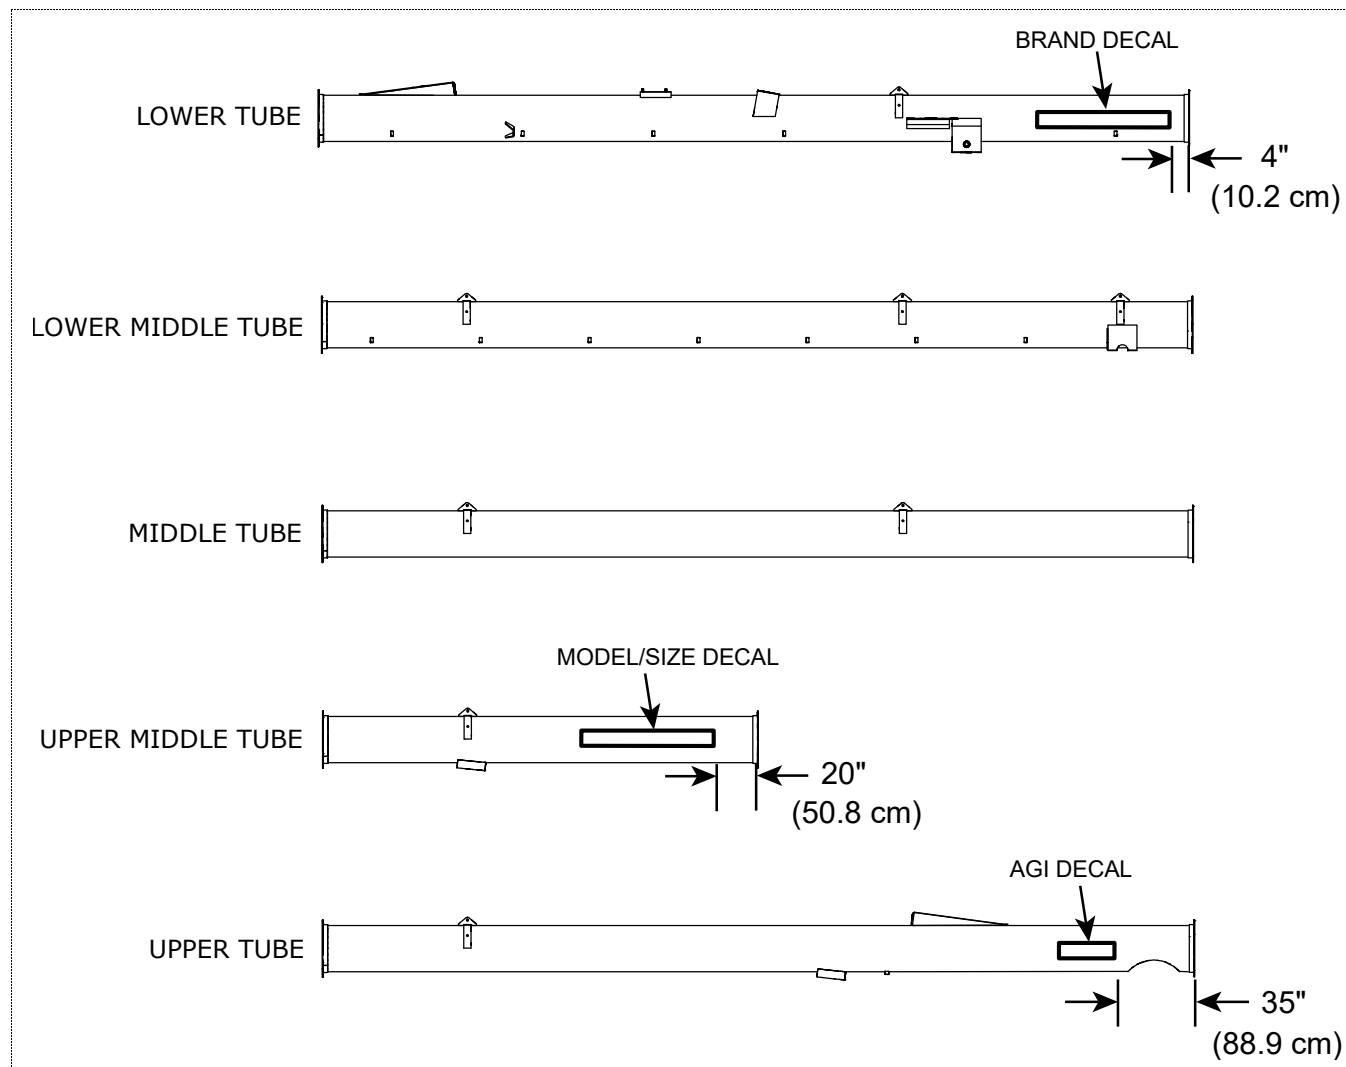 BRAND DECAL
LOWER TUBE
4"
(10.2 cm)
LOWER MIDDLE TUBE
MIDDLE TUBE
MODEL/SIZE DECAL
UPPER MIDDLE TUBE
20"
(50.8 cm)
AGI DECAL
UPPER TUBE
35"
(88.9 cm)